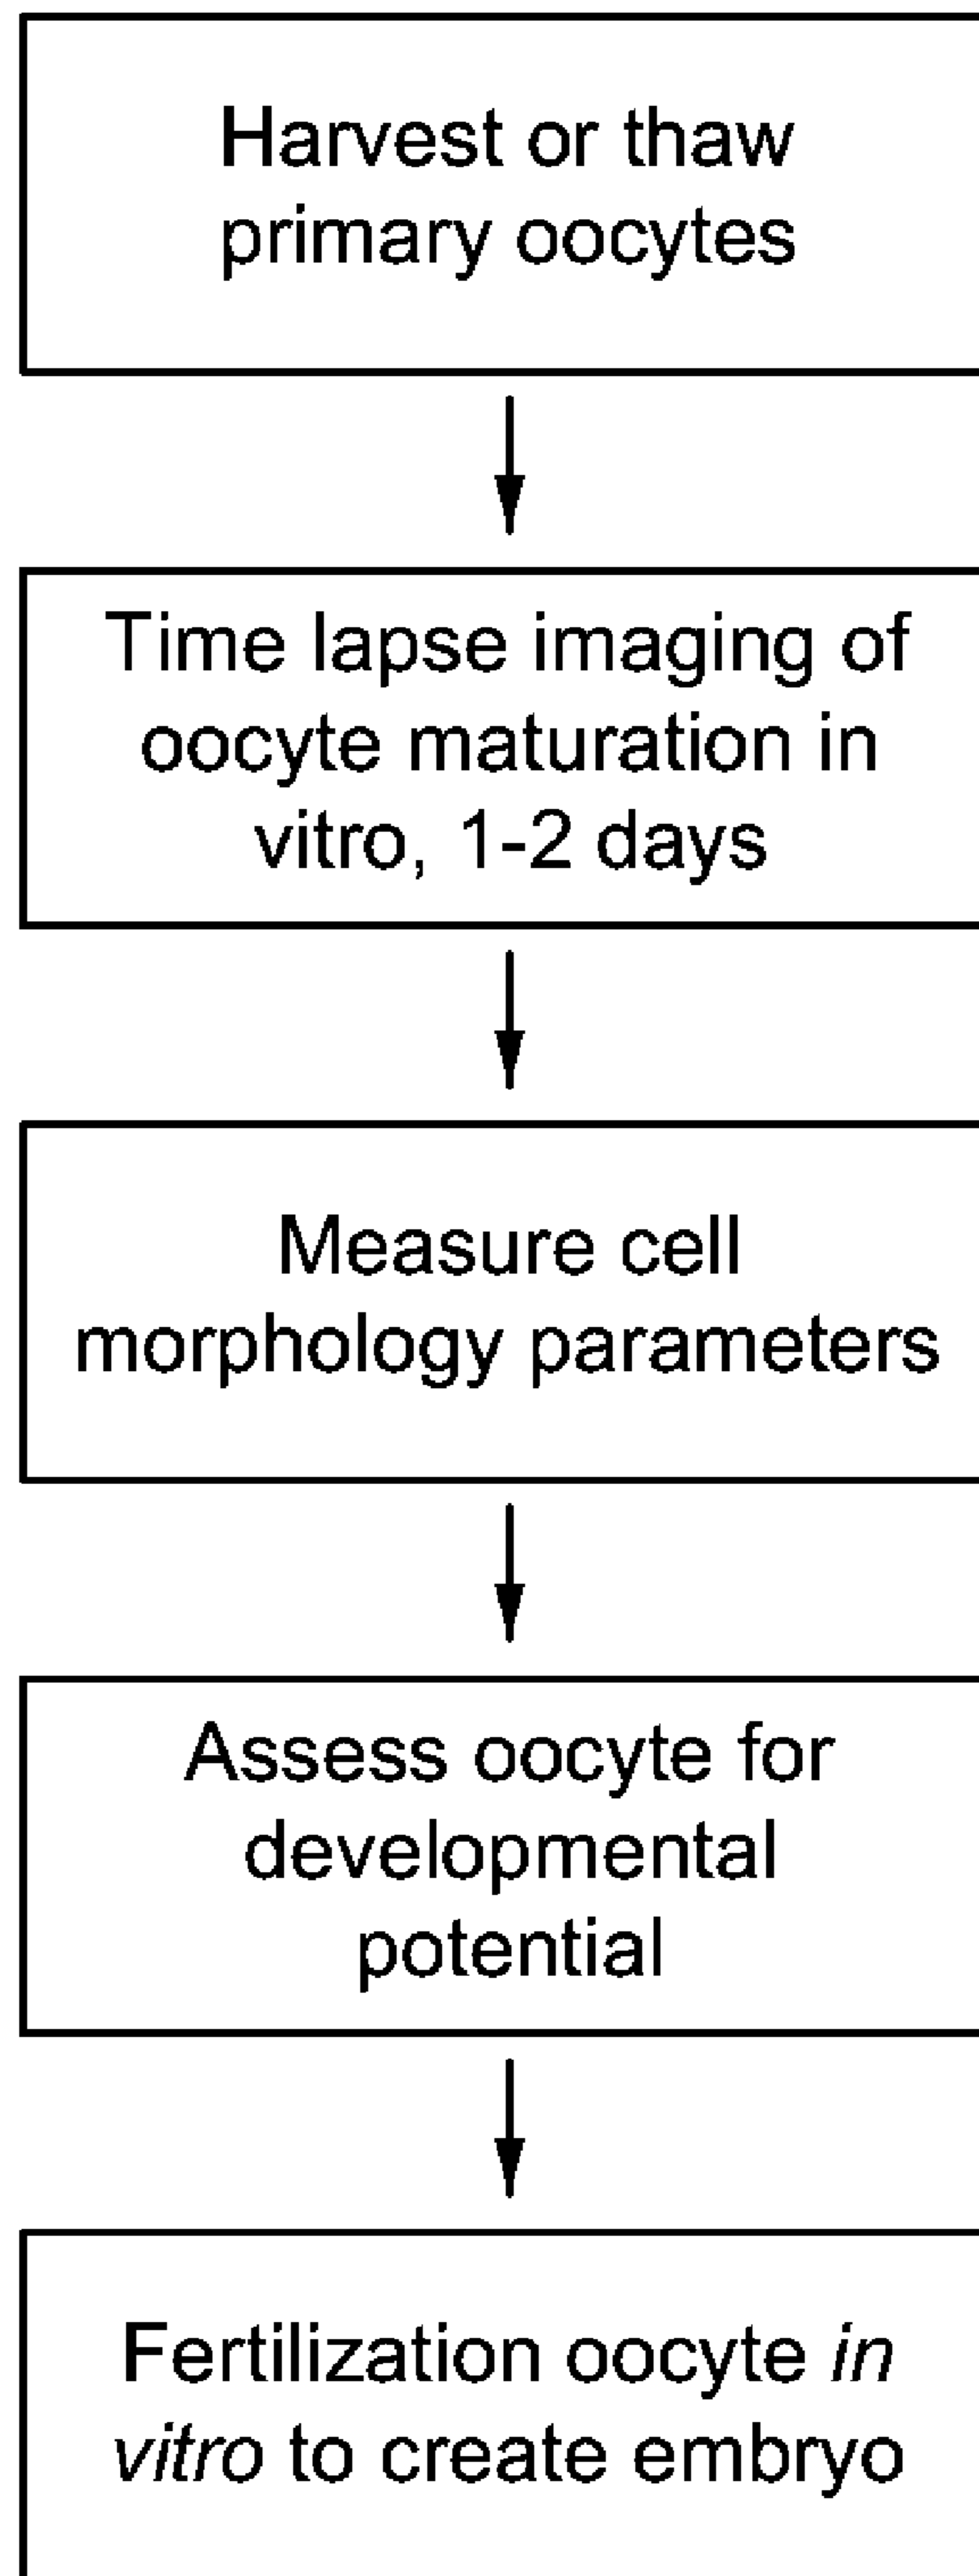 Harvest or thaw
primary oocytes
Time lapse imaging of
oocyte maturation in
vitro, 1-2 days
Measure cell
morphology parameters
Assess oocyte for
developmental
potential
Fertilization oocyte in
vitro to create embryo